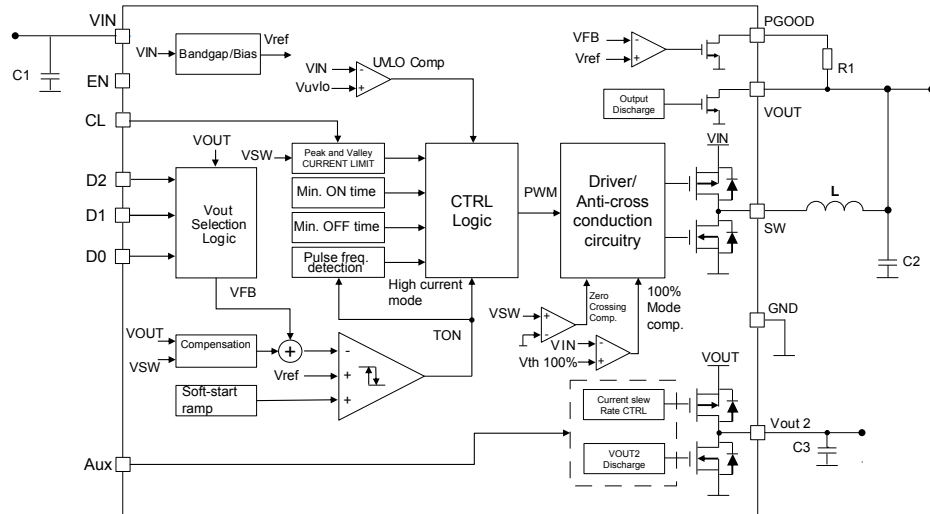 VIN
PGOOD
VIN
Bandgap/Bias
Vref
VFB
-
Vref
+
R1
C1
EN
VIN
-
UVLO Comp
Vuvlo
+
VOUT
Output
Discharge
CL
VOUT
VSW
Peak and Valley
CURRENT LIMIT
VIN
D2
D1
D0
Vout
Selection
Logic
Min. ON time
Min. OFF time
Pulse freq.
detection
CTRL
Logic
PWM
Driver/
Anti-cross
conduction
circuitry
L
SW
C2
VFB
High current
mode
Zero
Crossing
Comp.
100%
Mode
comp.
GND
VSW
+
-
VOUT
VSW
Compensation
+
TON
VIN
-
Vth 100%
+
VOUT
-
Vref
+
+
Soft-start
ramp
Current slew
Rate CTRL
Vout 2
C3
VOUT2
Discharge
Aux